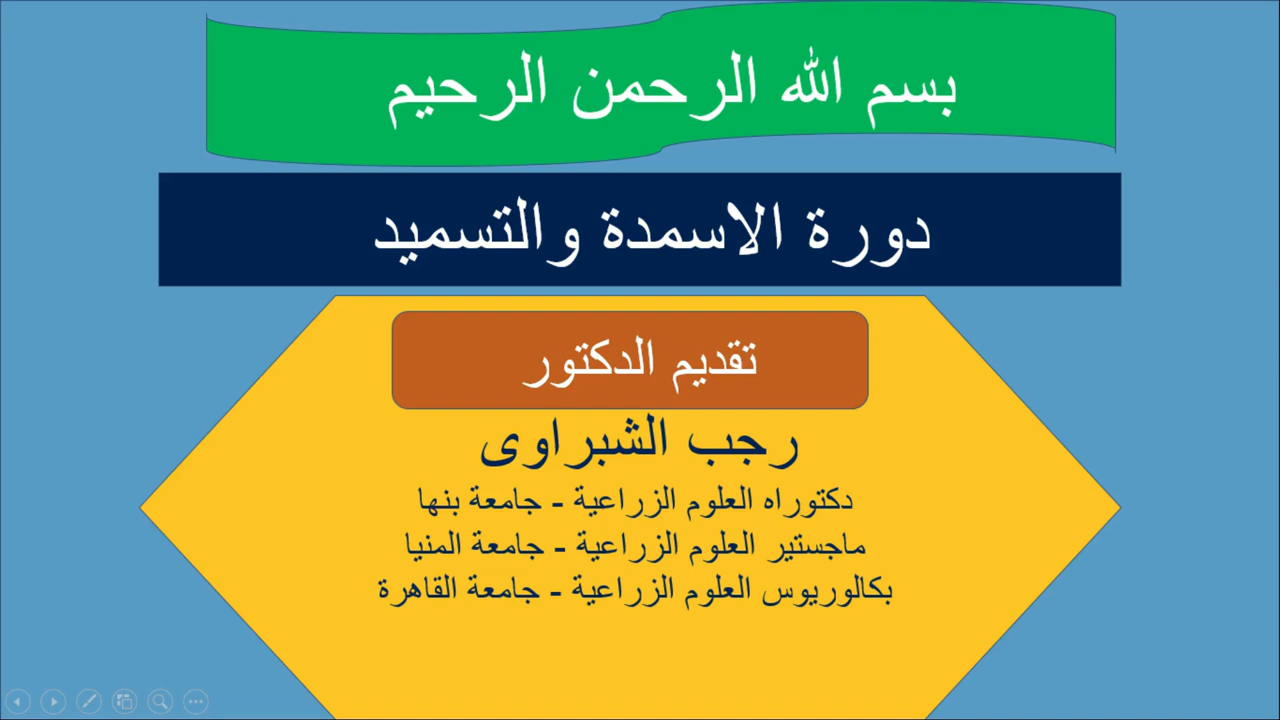 بسم الله الرحمن الرحيم
دورة الاسمدة والتسميد
تقديم الدكتور
رجب الشبراوى
دكتوراه العلوم الزراعية - جامعة بنها
ماجستير العلوم الزراعية - جامعة المنيا
بكالوريوس العلوم الزراعية - جامعة القاهرة